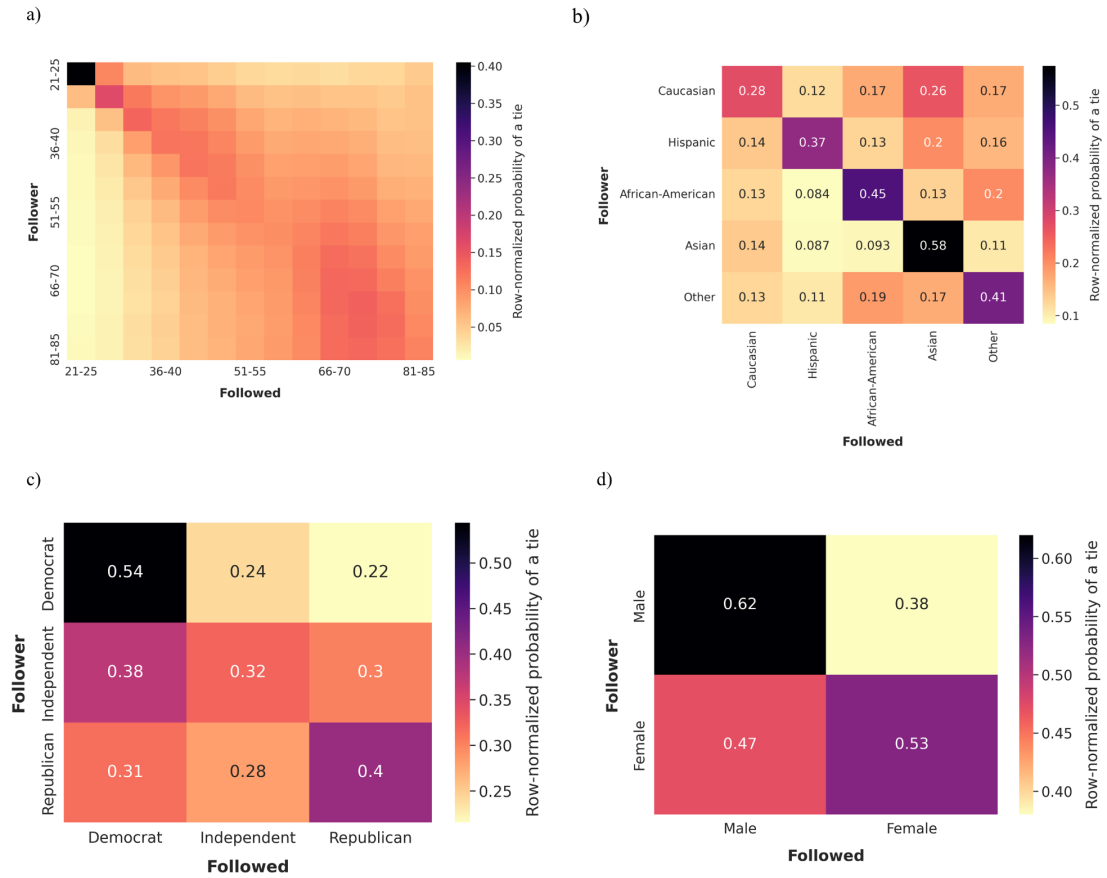 a)
21-25
36-40
51-55
66-70
81-85
Follower
21-25 36-40 51-55 66-70 81-85
Followed
0.40
0.35
0.30
0.25
0.20
0.15
0.10
0.05
Row-normalized probability of a tie
b)
Caucasian 0.28 0.12 0.17 0.26 0.17
Hispanic 0.14 0.37 0.13 0.2 0.16
African-American 0.13 0.084 0.45 0.13 0.2
Asian 0.14 0.087 0.093 0.58 0.11
Other 0.13 0.11 0.19 0.17 0.41
Follower
Caucasian Hispanic African-American Asian Other
Followed
0.5
0.4
0.3
0.2
0.1
Row-normalized probability of a tie
c)
Democrat 0.54 0.24 0.22
Independent 0.38 0.32 0.3
Republican 0.31 0.28 0.4
Follower
Democrat Independent Republican
Followed
0.50
0.45
0.40
0.35
0.30
0.25
Row-normalized probability of a tie
d)
Male 0.62 0.38
Female 0.47 0.53
Follower
Male Female
Followed
0.60
0.55
0.50
0.45
0.40
Row-normalized probability of a tie